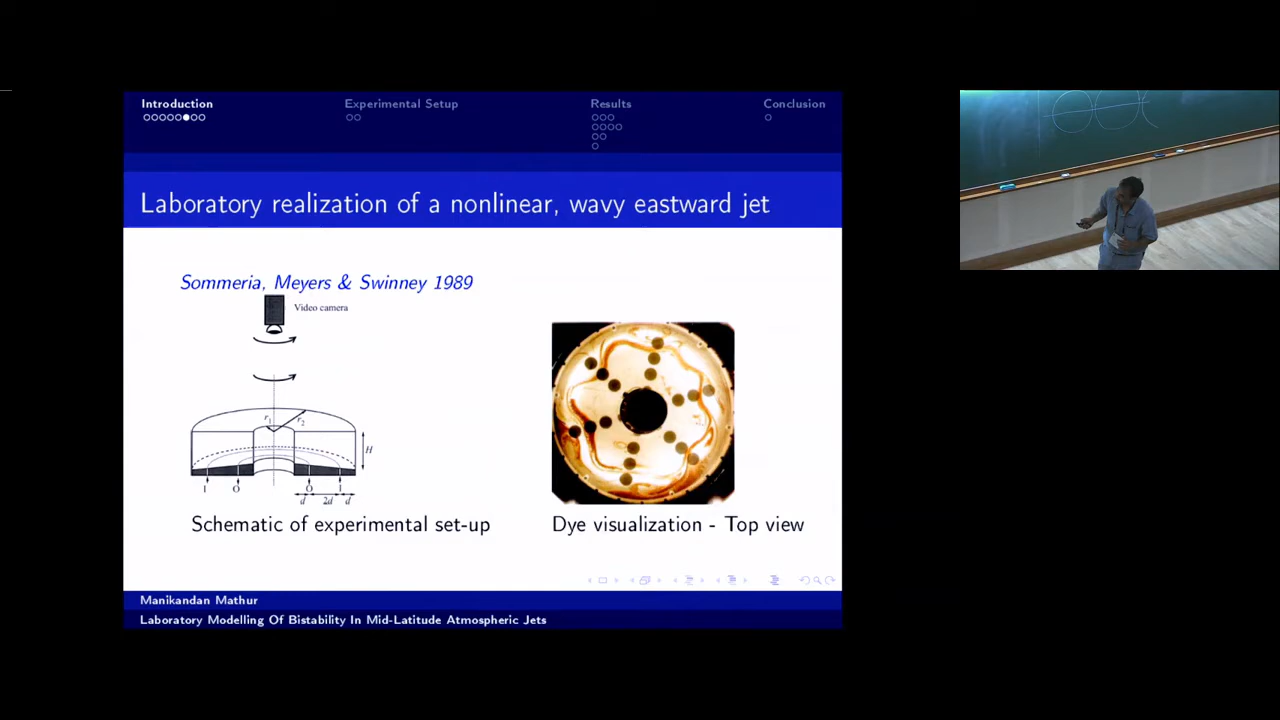 Introduction
Experimental Setup
Results
Conclusion
Laboratory realization of a nonlinear, wavy eastward jet
Sommeria, Meyers & Swinney 1989
Video camera
r1
r2
H
I
O
O
I
d
2d
d
Schematic of experimental set-up
Dye visualization - Top view
Manikandan Mathur
Laboratory Modelling Of Bistability In Mid-Latitude Atmospheric Jets